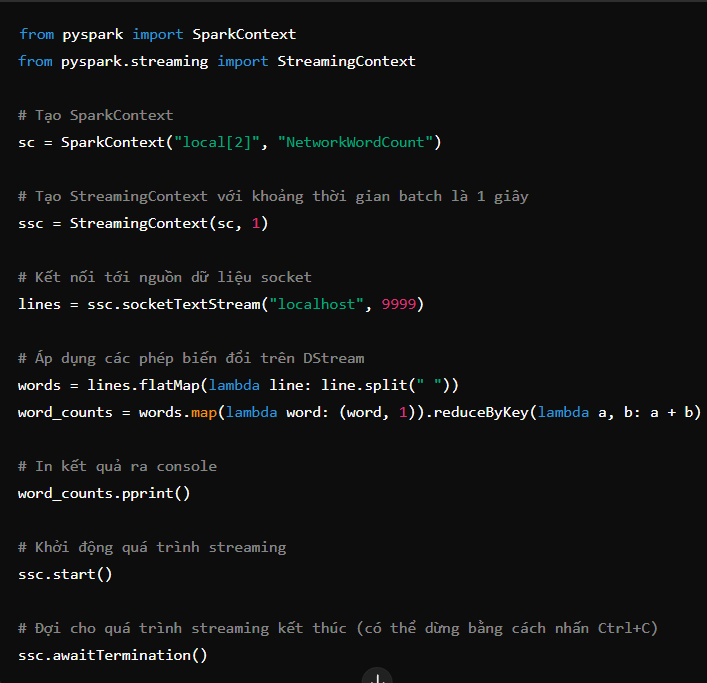 from pyspark import SparkContext
from pyspark.streaming import StreamingContext
# Tạo SparkContext
sc = SparkContext("local[2]", "NetworkWordCount")
# Tạo StreamingContext với khoảng thời gian batch là 1 giây
ssc = StreamingContext(sc, 1)
# Kết nối tới nguồn dữ liệu socket
lines = ssc.socketTextStream("localhost", 9999)
# Áp dụng các phép biến đổi trên DStream
words = lines.flatMap(lambda line: line.split(" "))
word_counts = words.map(lambda word: (word, 1)).reduceByKey(lambda a, b: a + b)
# In kết quả ra console
word_counts.pprint()
# Khởi động quá trình streaming
ssc.start()
# Đợi cho quá trình streaming kết thúc (có thể dừng bằng cách nhấn Ctrl+C)
ssc.awaitTermination()